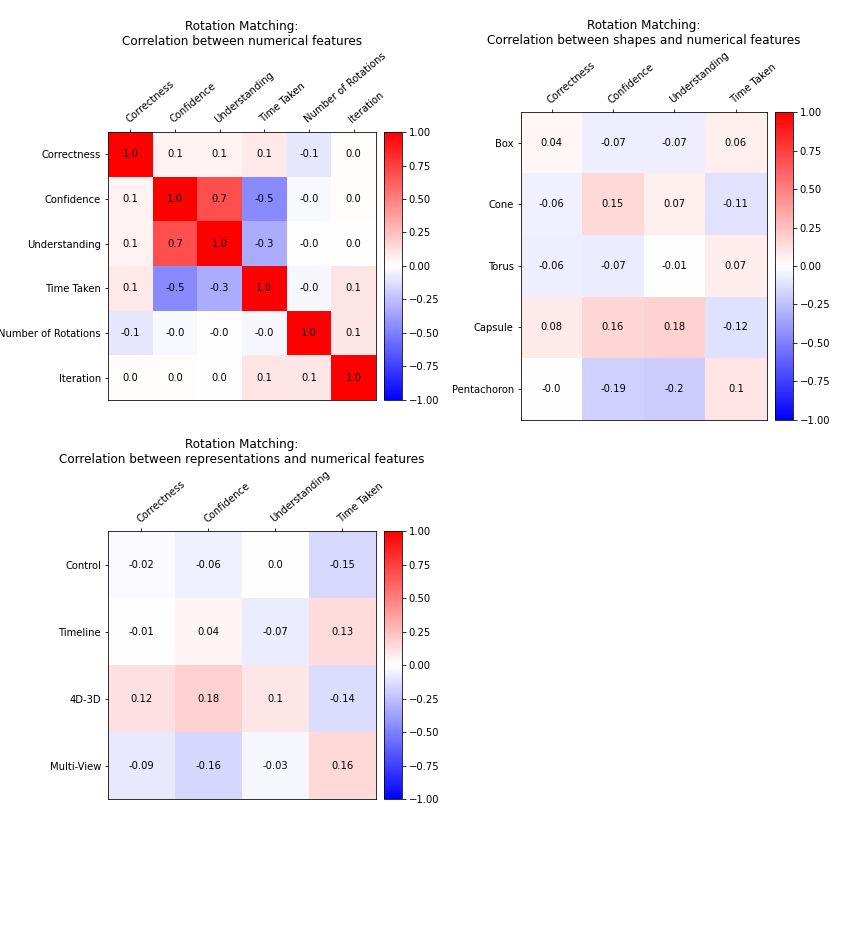 Rotation Matching:
Correlation between numerical features
Correctness Confidence Understanding Time Taken Number of Rotations Iteration
Correctness 1.0 0.1 0.1 0.1 -0.1 0.0
Confidence 0.1 1.0 0.7 -0.5 -0.0 0.0
Understanding 0.1 0.7 1.0 -0.3 -0.0 0.0
Time Taken 0.1 -0.5 -0.3 1.0 -0.0 0.1
Number of Rotations -0.1 -0.0 -0.0 -0.0 1.0 0.1
Iteration 0.0 0.0 0.0 0.1 0.1 1.0
1.00
0.75
0.50
0.25
0.00
−0.25
−0.50
−0.75
−1.00
Rotation Matching:
Correlation between shapes and numerical features
Correctness Confidence Understanding Time Taken
Box 0.04 -0.07 -0.07 0.06
Cone -0.06 0.15 0.07 -0.11
Torus -0.06 -0.07 -0.01 0.07
Capsule 0.08 0.16 0.18 -0.12
Pentachoron -0.0 -0.19 -0.2 0.1
1.00
0.75
0.50
0.25
0.00
−0.25
−0.50
−0.75
−1.00
Rotation Matching:
Correlation between representations and numerical features
Correctness Confidence Understanding Time Taken
Control -0.02 -0.06 0.0 -0.15
Timeline -0.01 0.04 -0.07 0.13
4D-3D 0.12 0.18 0.1 -0.14
Multi-View -0.09 -0.16 -0.03 0.16
1.00
0.75
0.50
0.25
0.00
−0.25
−0.50
−0.75
−1.00